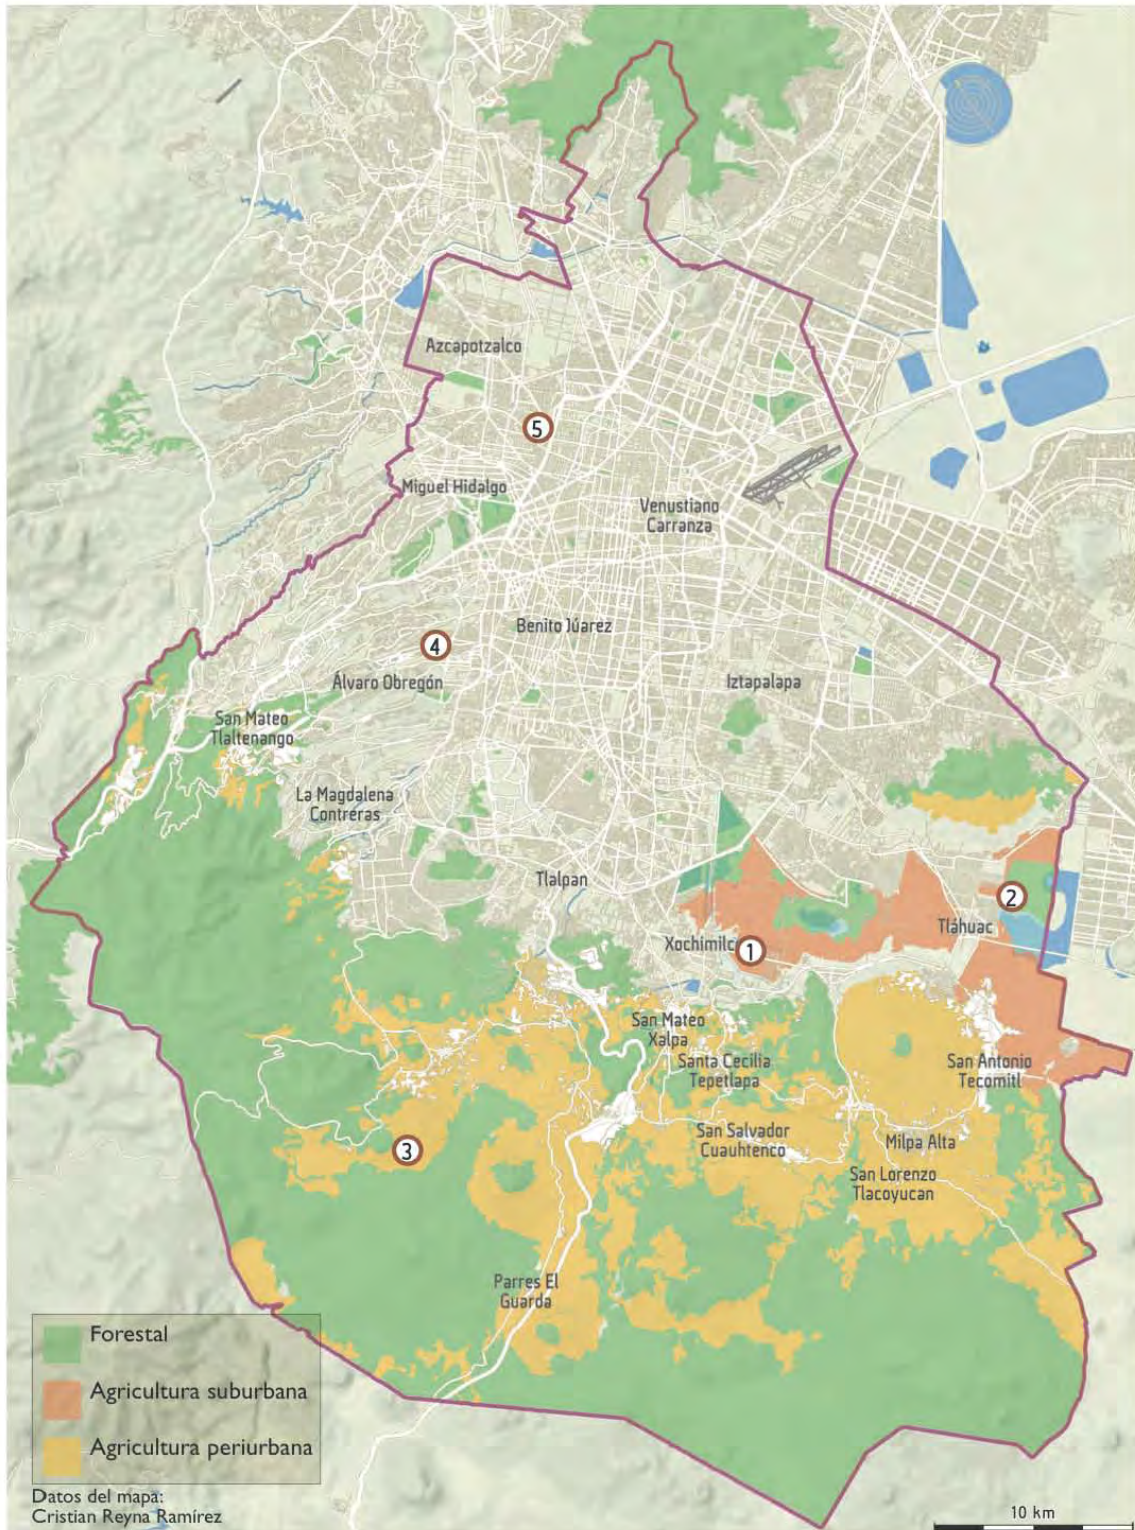 Azcapotzalco
5
Miguel Hidalgo
Venustiano
Carranza
Benito Júarez
4
Álvaro Obregón
Iztapalapa
San Mateo
Tlaltenango
La Magdalena
Contreras
Tlalpan
2
Tláhuac
Xochimilc
1
San Mateo
Xalpa
Santa Cecilia
Tepetlapa
San Antonio
Tecomitl
San Salvador
Cuauhtenco
Milpa Alta
3
San Lorenzo
Tlacoyucan
Parres El
Guarda
Forestal
Agricultura suburbana
Agricultura periurbana
Datos del mapa:
Cristian Reyna Ramírez
10 km